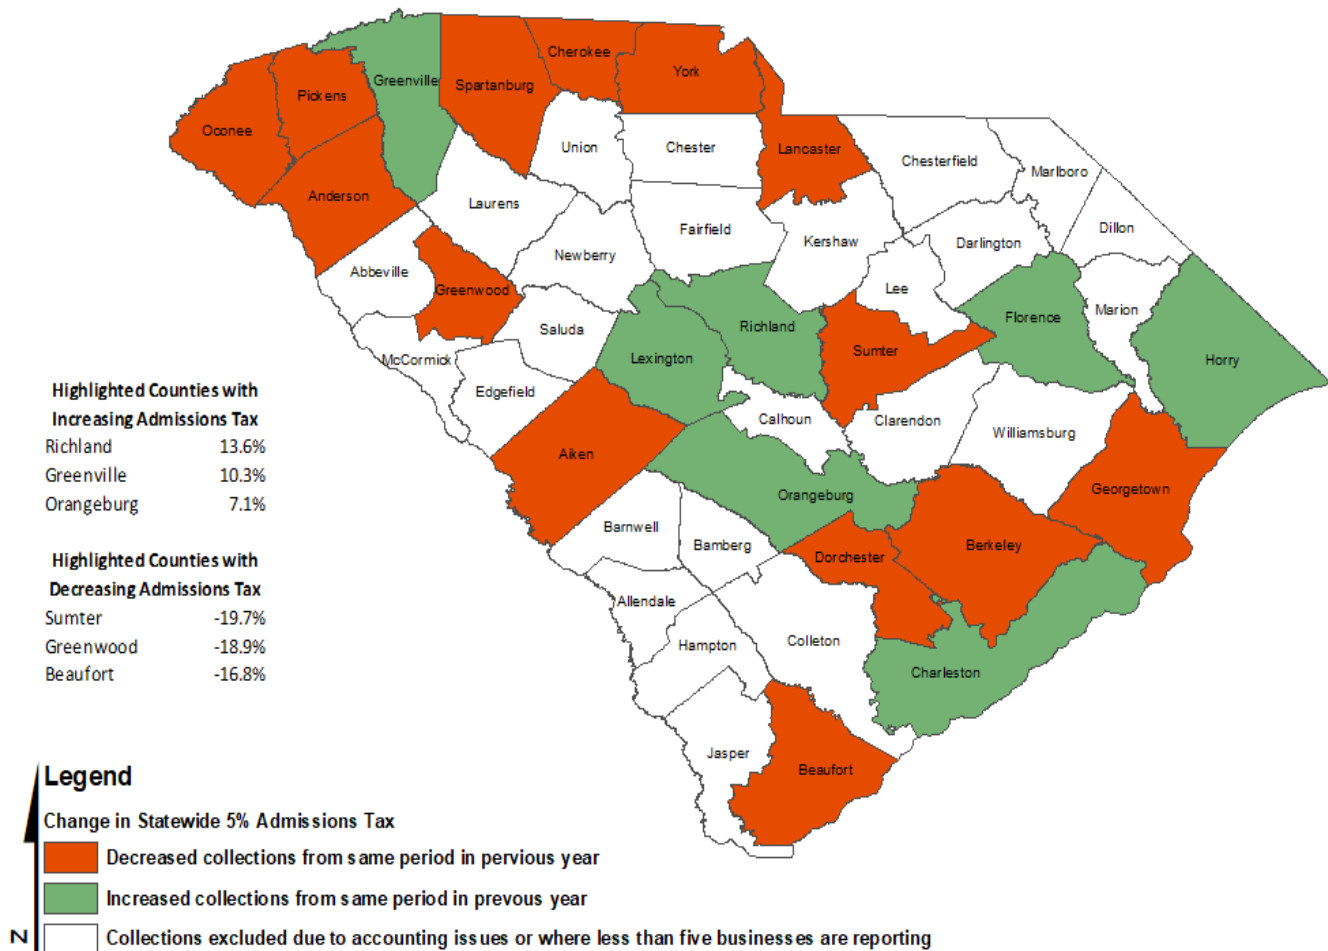 Cherokee
York
Greenville
Spartanburg
Pickens
Oconee
Union
Chester
Lancaster
Chesterfield
Marlboro
Anderson
Laurens
Fairfield
Dillon
Kershaw
Darlington
Newberry
Abbeville
Greenwood
Lee
Marion
Florence
Richland
Saluda
Sumter
Lexington
Horry
McCormick
Edgefield
Calhoun
Clarendon
Williamsburg
Aiken
Georgetown
Orangeburg
Barnwell
Bamberg
Berkeley
Dorchester
Allendale
Colleton
Hampton
Charleston
Jasper
Beaufort
Highlighted Counties with
Increasing Admissions Tax
Richland 13.6%
Greenville 10.3%
Orangeburg 7.1%
Highlighted Counties with
Decreasing Admissions Tax
Sumter -19.7%
Greenwood -18.9%
Beaufort -16.8%
Legend
Change in Statewide 5% Admissions Tax
Decreased collections from same period in pervious year
Increased collections from same period in prevous year
Collections excluded due to accounting issues or where less than five businesses are reporting
N